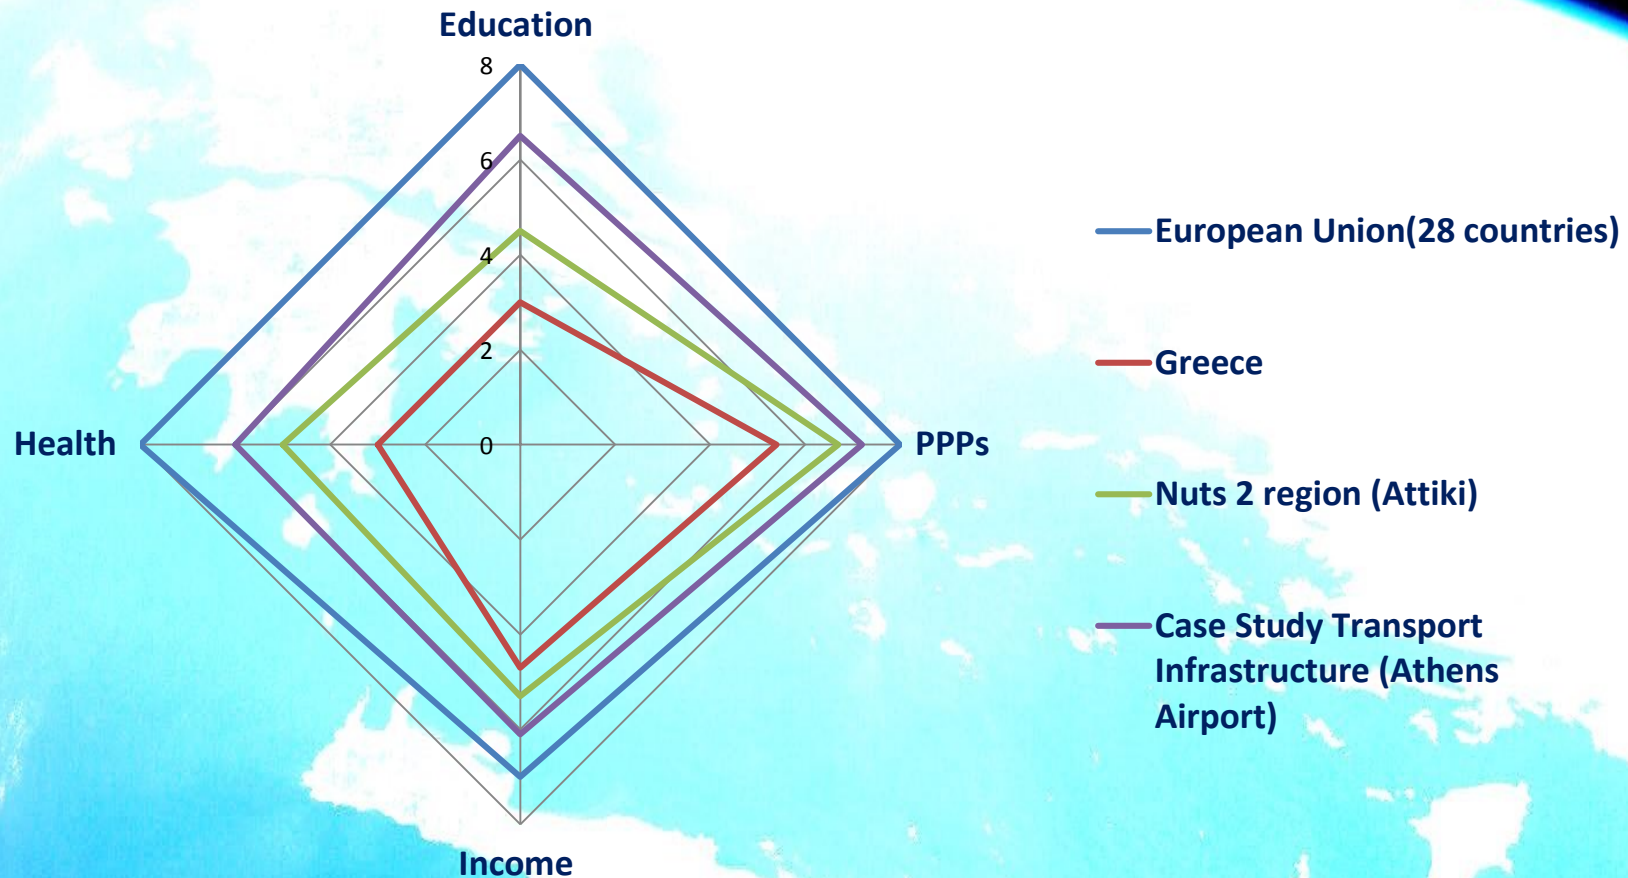 Education
8
6
4
2
0
Health
PPPs
Income
European Union(28 countries)
Greece
Nuts 2 region (Attiki)
Case Study Transport
Infrastructure (Athens
Airport)